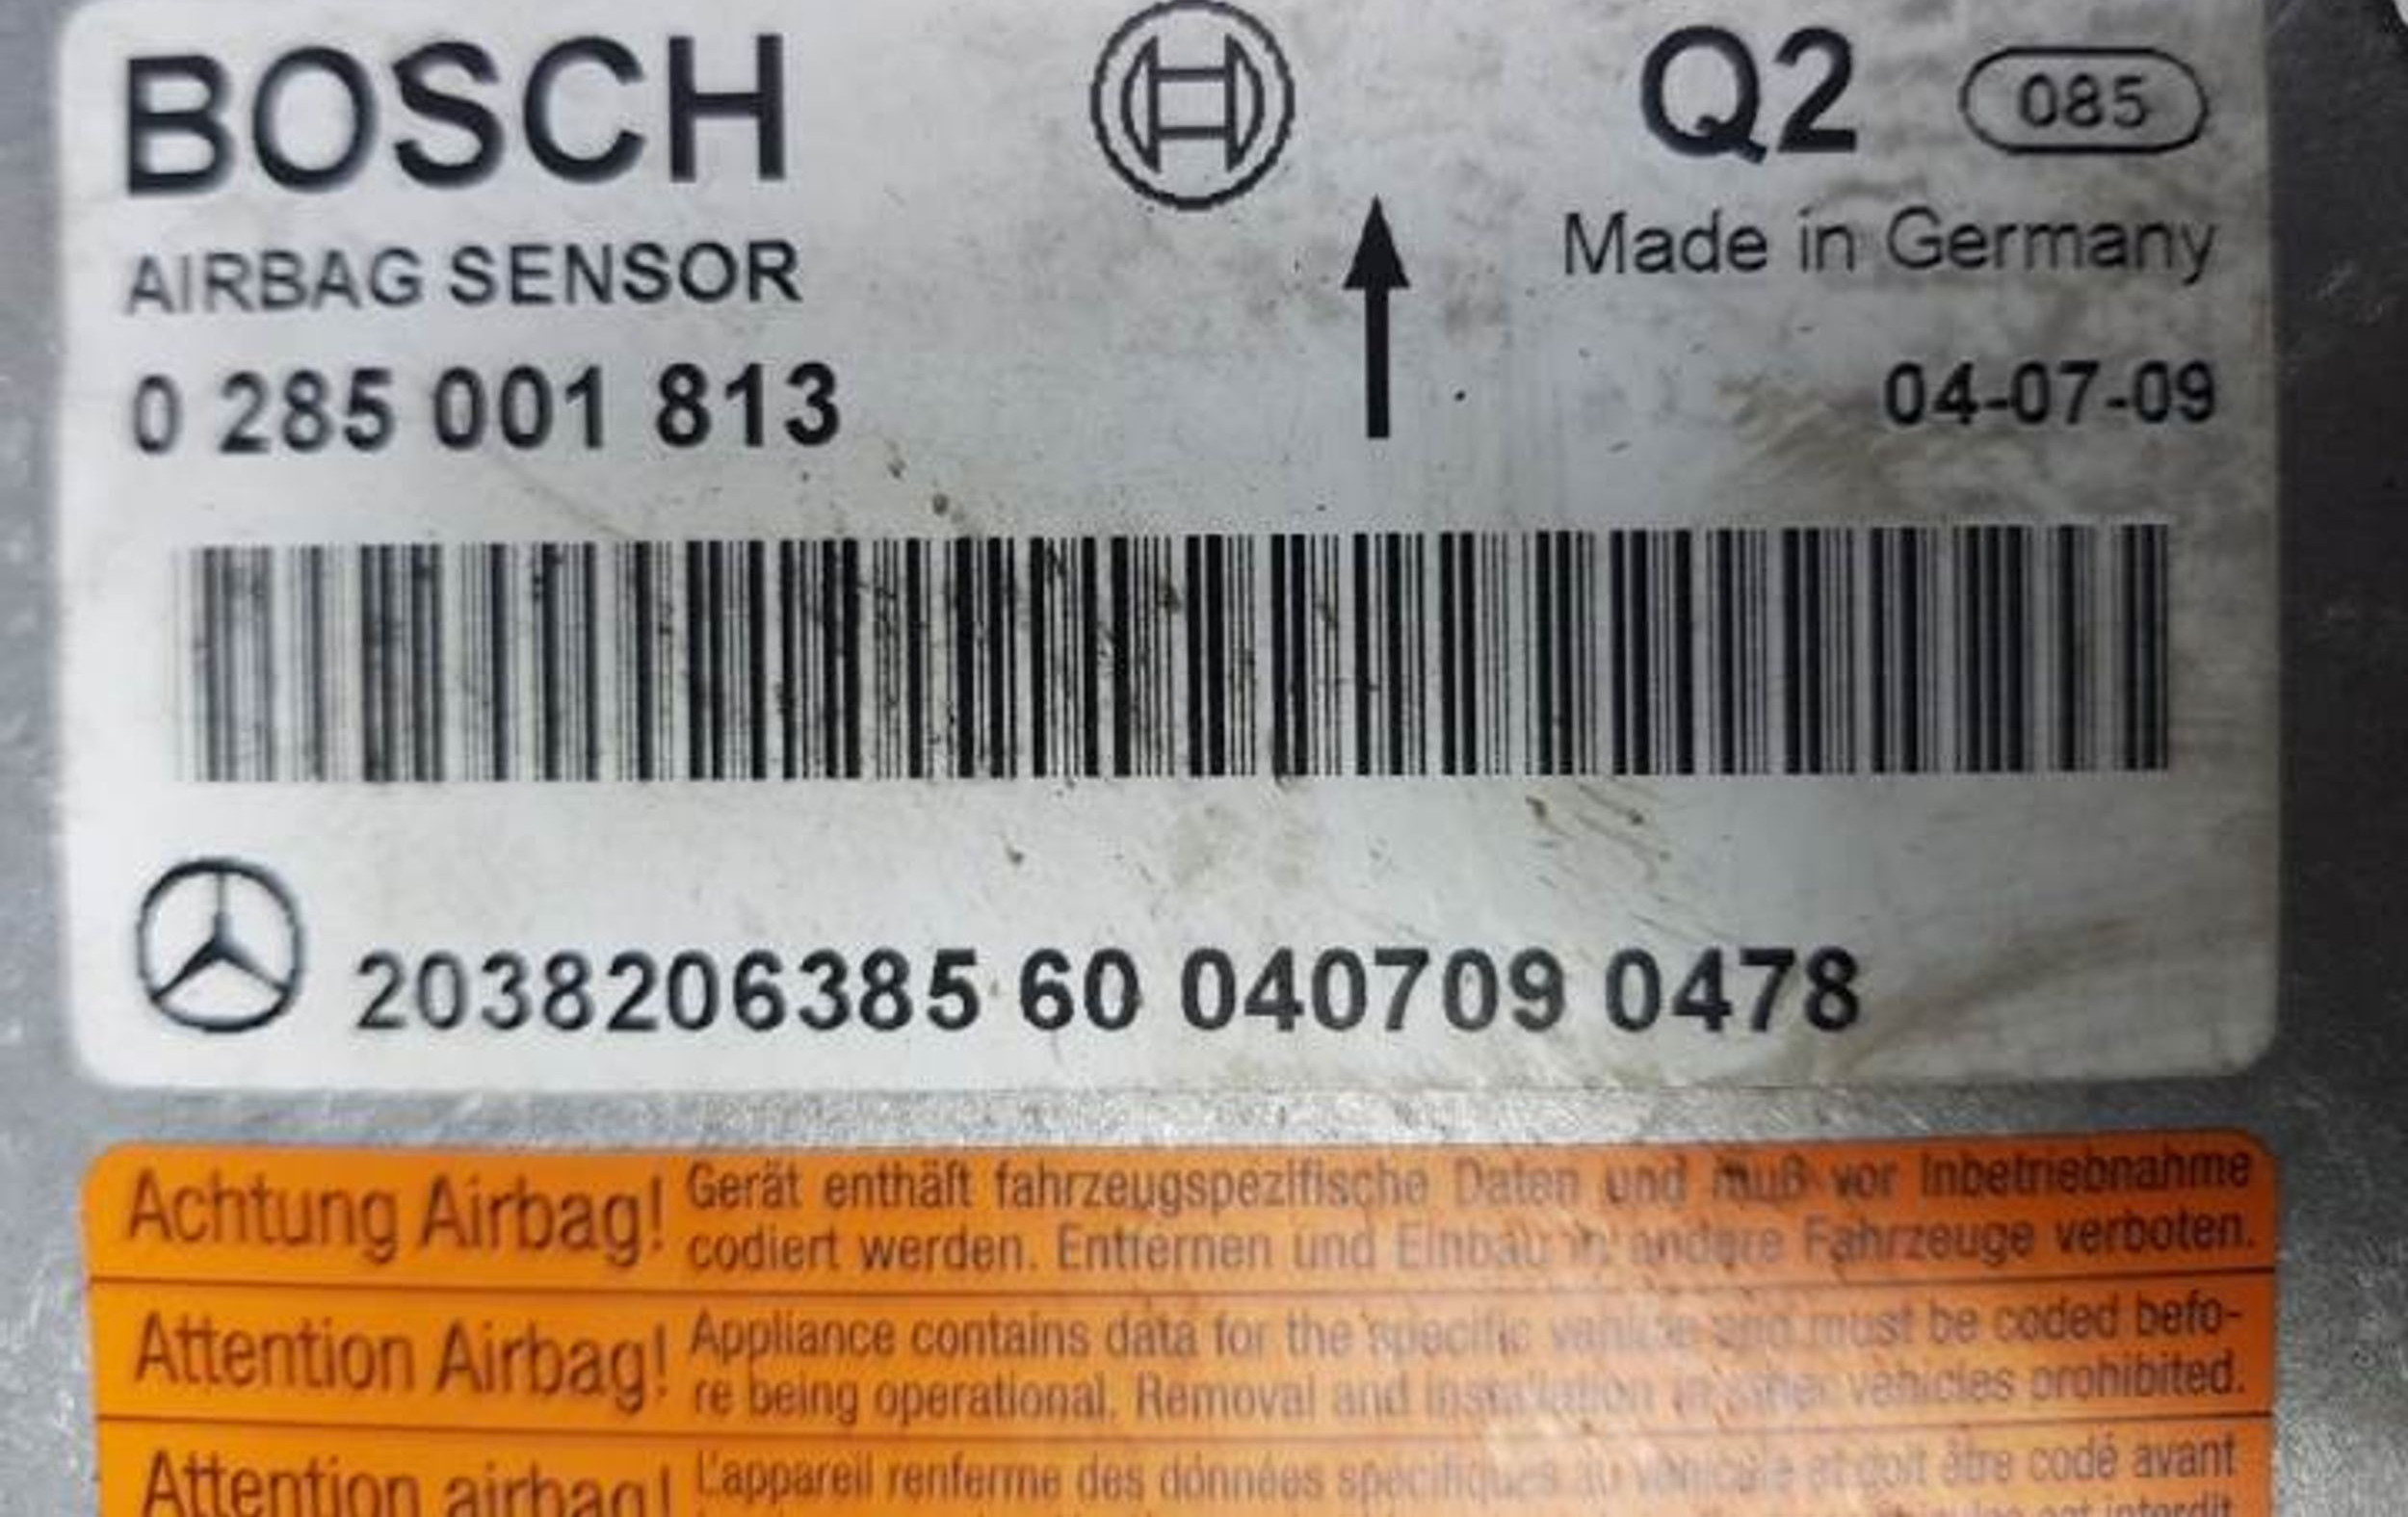 BOSCH Q2 085
AIRBAG SENSOR Made in Germany
0 285 001 813 04-07-09
2038206385 60 040709 0478
Achtung Airbag!
Gerät enthält fahrzeugspezifische Daten und muß vor Inbetriebnahme
codiert werden. Entfernen und Einbau in andere Fahrzeuge verboten.
Attention Airbag!
Appliance contains data for the specific vehicle and must be coded befo-
re being operational. Removal and installation in other vehicles prohibited.
Attention airbag!
L'appareil renferme des données spécifiques au véhicule et doit être codé avant
est interdit.